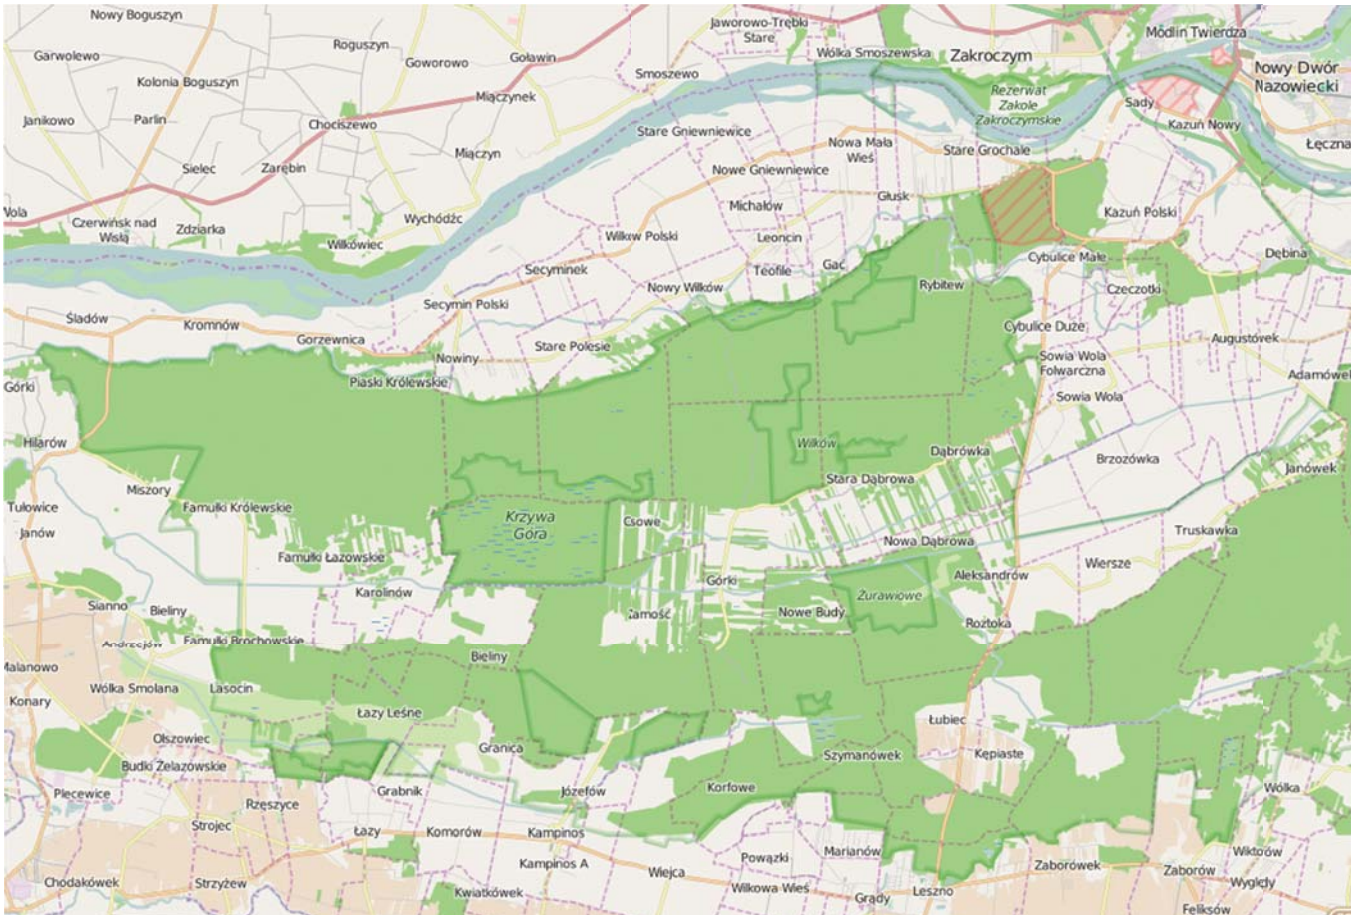 Nowy Boguszyn
Jaworowo-Trębki
Stare
Modlin Twierdza
Roguszyn
Garwolewo
Goworowo
Goławin
Wólka Smoszewska
Zakroczym
Nowy Dwór
Nazowiecki
Kolonia Boguszyn
Smoszewo
Rezerwat
Zakole
Zakroczymskie
Miączynek
Sady
Janikowo
Parlin
Chociszewo
Stare Gniewniewice
Kazuń Nowy
Łęczna
Miączyn
Nowa Mała
Wieś
Stare Grochale
Sielec
Zarębin
Nowe Gniewniewice
Głusk
Wola
Michałów
Kazuń Polski
Czerwińsk nad
Wisłą
Zdziarka
Wychódźc
Wilkówiec
Wilków Polski
Leoncin
Dębina
Secyminek
Teofile
Gać
Cybulice Małe
Nowy Wilków
Rybitew
Czeczotki
Secymin Polski
Śladów
Kromnów
Gorzewnica
Stare Polesie
Cybulice Duże
Augustówek
Nowiny
Sowia Wola
Folwarczna
Górki
Piaski Królewskie
Adamówek
Sowia Wola
Hilarów
Wilków
Dąbrówka
Brzozówka
Janówek
Miszory
Stara Dąbrowa
Tułowice
Famułki Królewskie
Krzywa
Góra
Csowe
Truskawka
Janów
Nowa Dąbrowa
Famułki Łazowskie
Wiersze
Karolinów
Górki
Aleksandrów
Żurawiowe
Sianno
Bieliny
Zamość
Nowe Budy
Roztoka
Famułki Brochowskie
Andrzejów
Malanowo
Bieliny
Wólka Smolana
Lasocin
Konary
Łazy Leśne
Łubiec
Olszowiec
Granica
Szymanówek
Kępiaste
Budki Żelazowskie
Plecewice
Grabnik
Józefów
Korfowe
Wólka
Rzęszyce
Strojec
Łazy
Komorów
Kampinos
Wiktorów
Powązki
Marianów
Kampinos A
Wiejca
Zaborówek
Zaborów
Chodakówek
Strzyżew
Kwiatkówek
Wilkowa Wieś
Leszno
Wyględy
Grądy
Feliksów